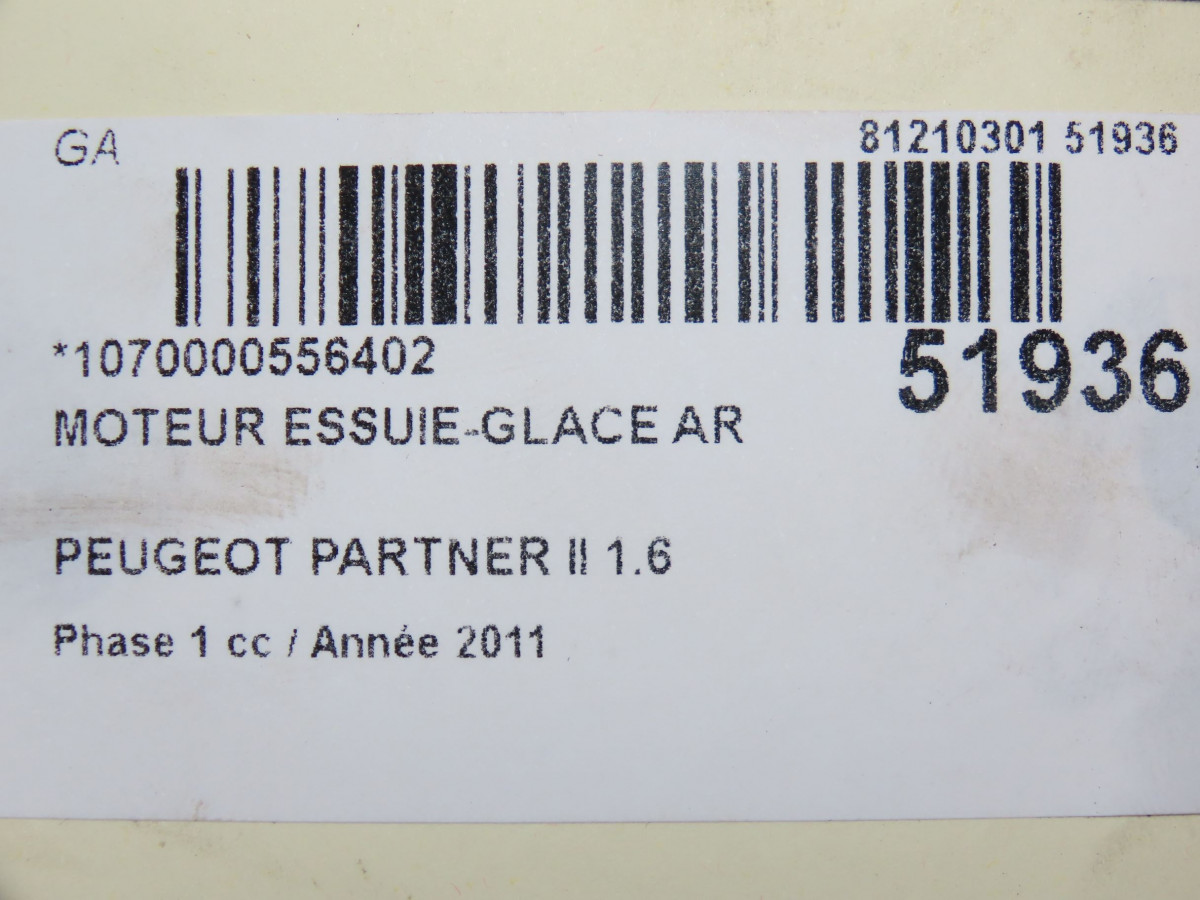 GA
81210301 51936
*1070000556402
51936
MOTEUR ESSUIE-GLACE AR
PEUGEOT PARTNER II 1.6
Phase 1 cc / Année 2011